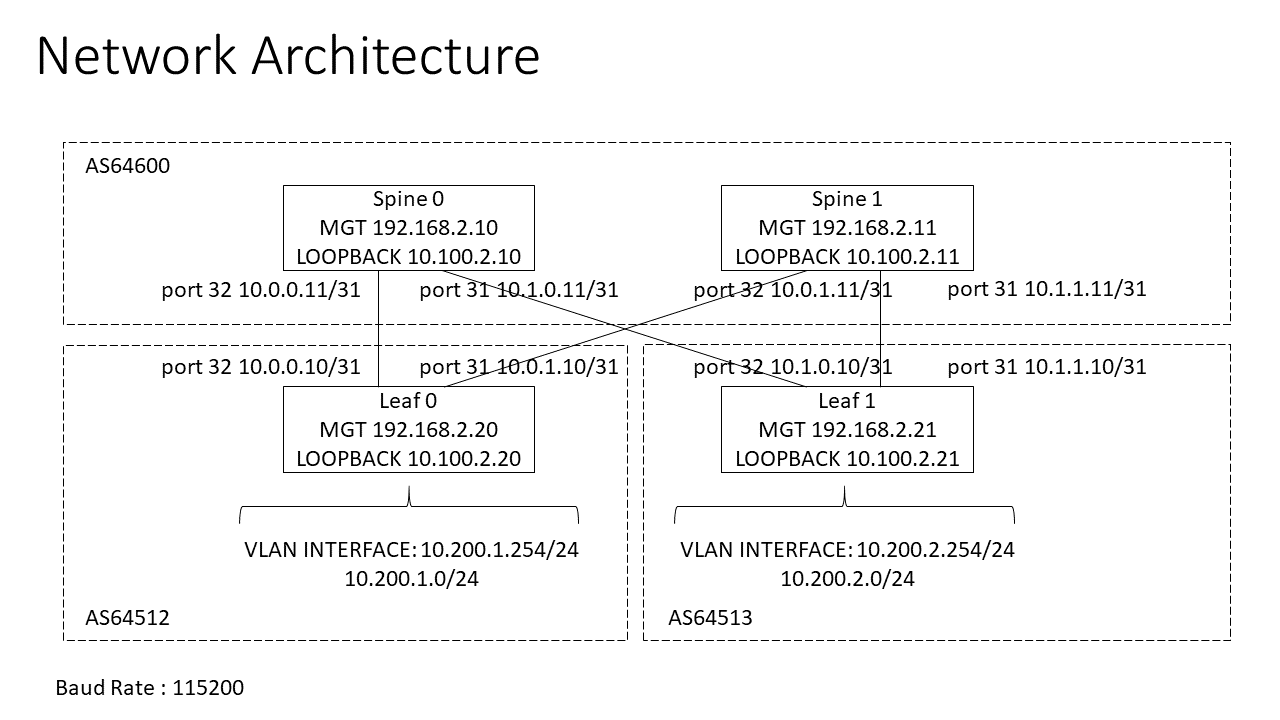 Network Architecture
AS64600
Spine 0
MGT 192.168.2.10
LOOPBACK 10.100.2.10
Spine 1
MGT 192.168.2.11
LOOPBACK 10.100.2.11
port 32 10.0.0.11/31
port 31 10.1.0.11/31
port 32 10.0.1.11/31
port 31 10.1.1.11/31
port 32 10.0.0.10/31
port 31 10.0.1.10/31
port 32 10.1.0.10/31
port 31 10.1.1.10/31
Leaf 0
MGT 192.168.2.20
LOOPBACK 10.100.2.20
Leaf 1
MGT 192.168.2.21
LOOPBACK 10.100.2.21
VLAN INTERFACE: 10.200.1.254/24
10.200.1.0/24
VLAN INTERFACE: 10.200.2.254/24
10.200.2.0/24
AS64512
AS64513
Baud Rate : 115200